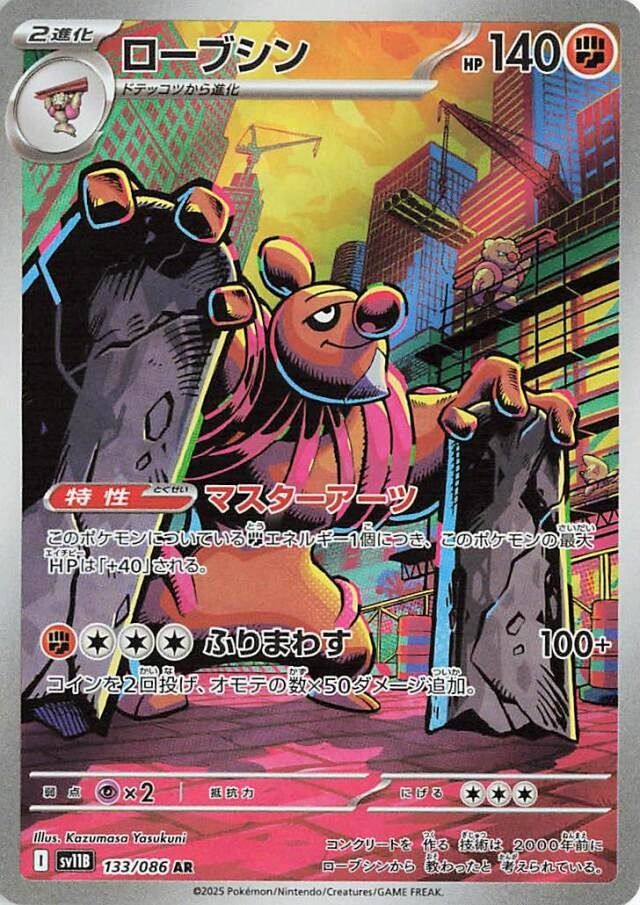 2進化
ローブシン
HP 140
ドテッコツから進化
特性
とくせい
マスターアーツ
このポケモンについている闘エネルギー1個につき、このポケモンの最大
HPは「+40」される。
ふりまわす 100+
コインを2回投げ、オモテの数×50ダメージ追加。
弱点 ×2 抵抗力 にげる
Illus. Kazumasa Yasukuni
I sv11B 133/086 AR
コンクリートを 作る 技術は 2000年前に
ローブシンから 教わったと 考えられている。
©2025 Pokémon/Nintendo/Creatures/GAME FREAK.